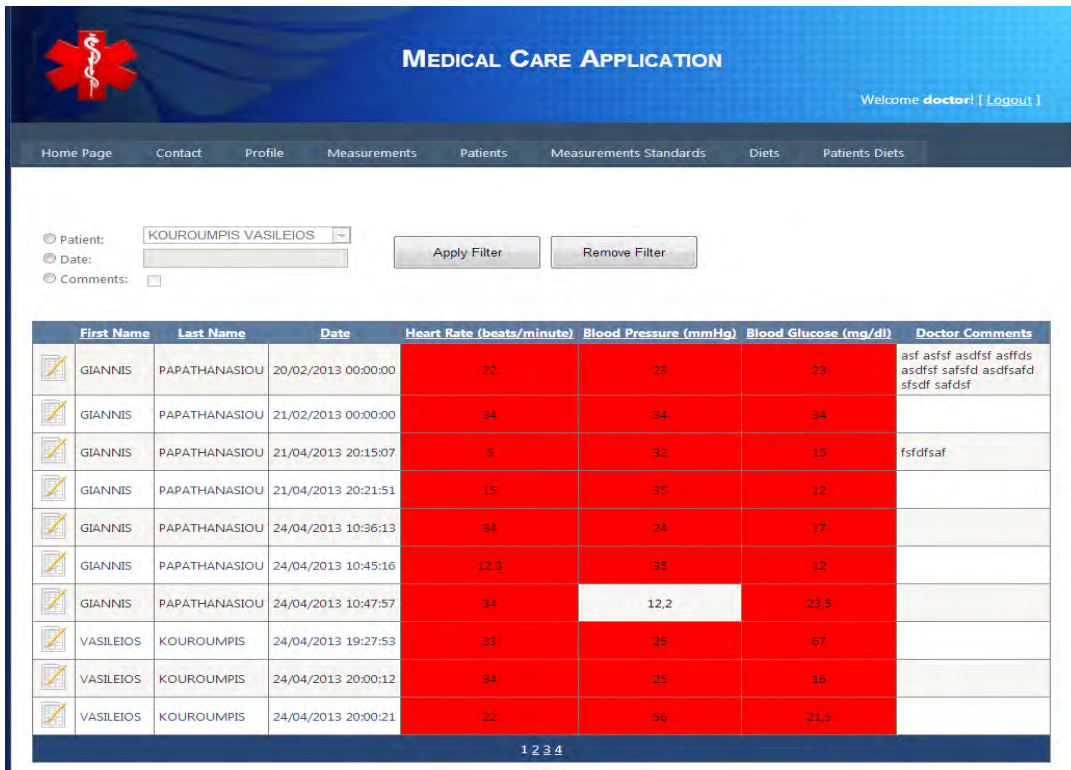 MEDICAL CARE APPLICATION
Welcome doctor! [ Logout ]
Home Page Contact Profile Measurements Patients Measurements Standards Diets Patients Diets
Patient: KOUROUMPIS VASILEIOS
Apply Filter Remove Filter
Date:
Comments:
First Name Last Name Date Heart Rate (beats/minute) Blood Pressure (mmHg) Blood Glucose (mg/dl) Doctor Comments
GIANNIS PAPATHANASIOU 20/02/2013 00:00:00 22 23 23 asf asfsf asdfsf asffds
asdfsf safsfd asdfsafd
sfsdf safdsf
GIANNIS PAPATHANASIOU 21/02/2013 00:00:00 34 34 34
GIANNIS PAPATHANASIOU 21/04/2013 20:15:07 5 32 15 fsfdfsaf
GIANNIS PAPATHANASIOU 21/04/2013 20:21:51 15 35 12
GIANNIS PAPATHANASIOU 24/04/2013 10:36:13 34 24 17
GIANNIS PAPATHANASIOU 24/04/2013 10:45:16 12,3 35 12
GIANNIS PAPATHANASIOU 24/04/2013 10:47:57 34 12,2 23,5
VASILEIOS KOUROUMPIS 24/04/2013 19:27:53 33 25 67
VASILEIOS KOUROUMPIS 24/04/2013 20:00:12 34 25 16
VASILEIOS KOUROUMPIS 24/04/2013 20:00:21 22 56 21,5
1 2 3 4